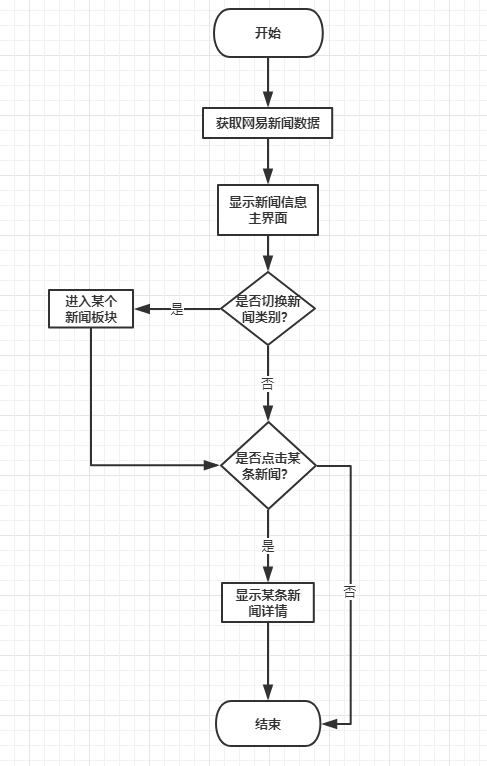 开始
获取网易新闻数据
显示新闻信息
主界面
是否切换新
闻类别?
是
进入某个
新闻板块
否
是否点击某
条新闻?
是
否
显示某条新
闻详情
结束